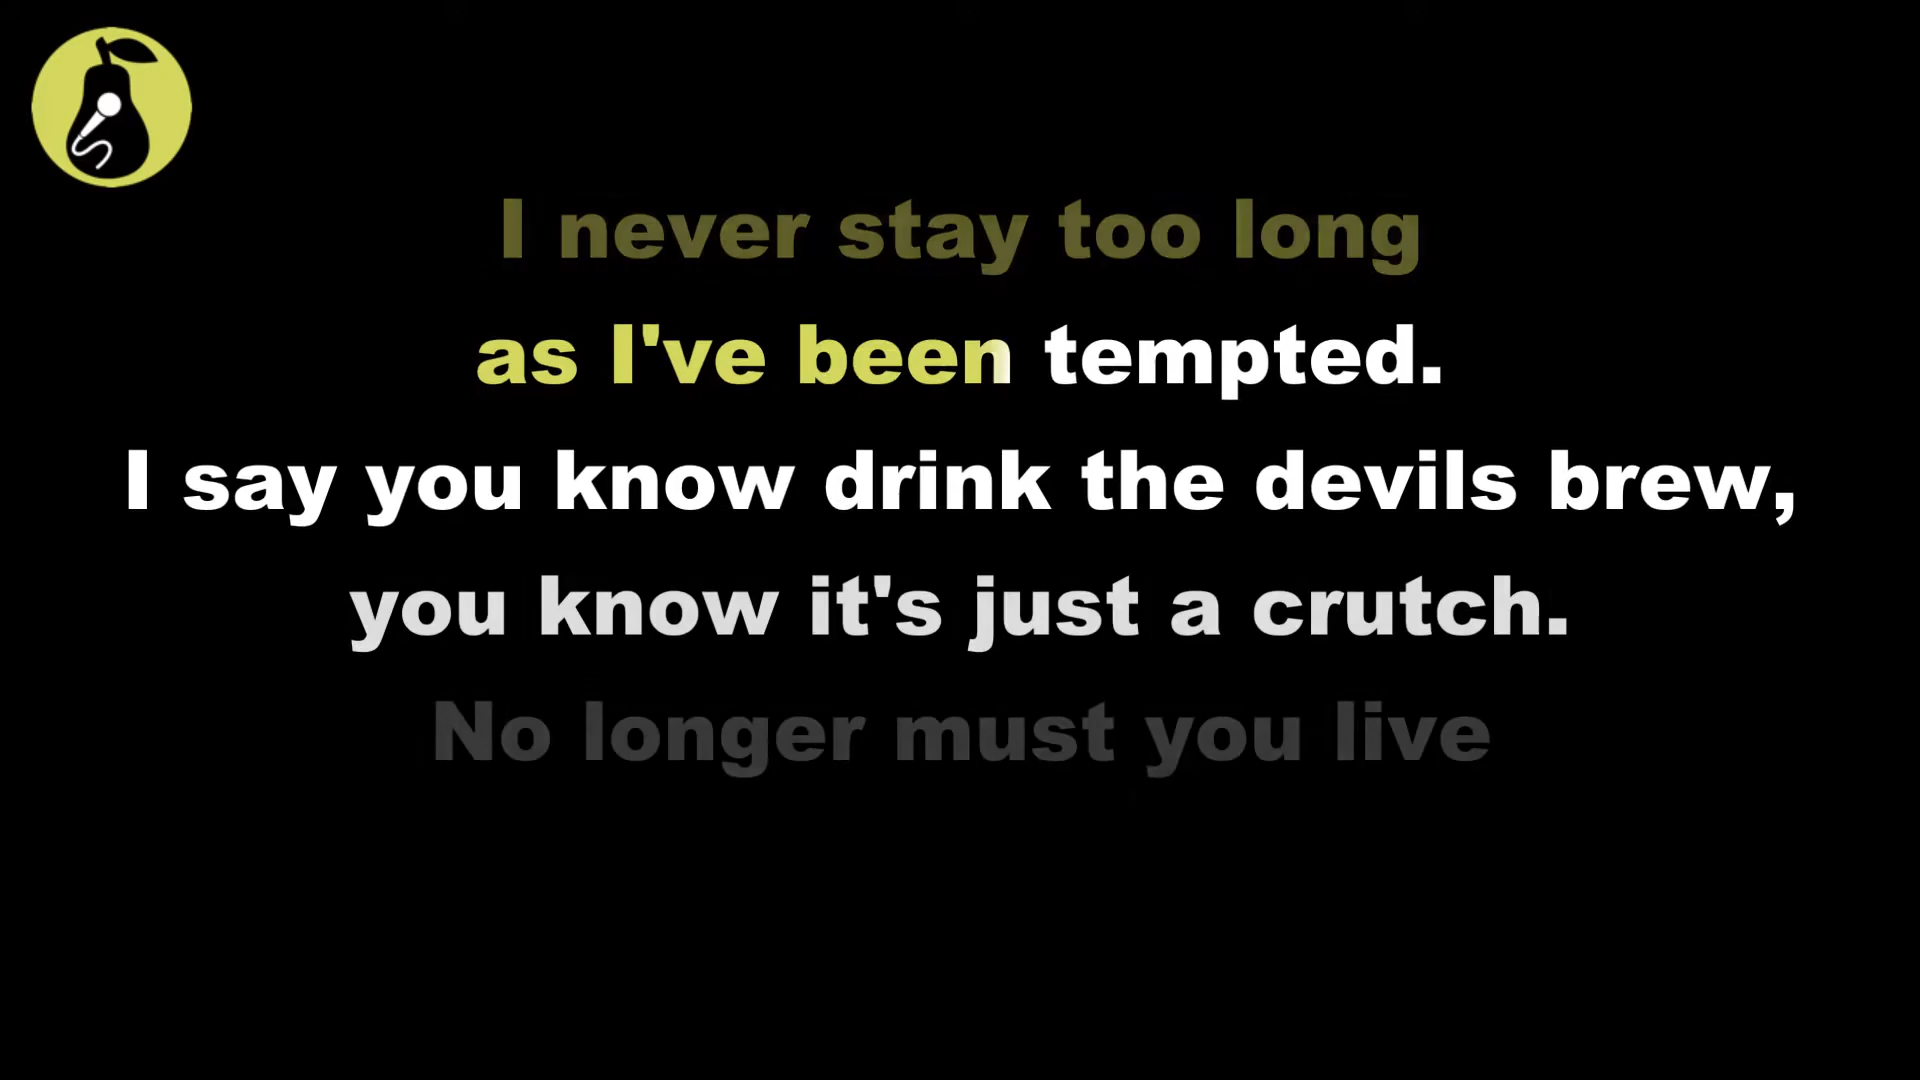 I never stay too long
as I've been tempted.
I say you know drink the devils brew,
you know it's just a crutch.
No longer must you live